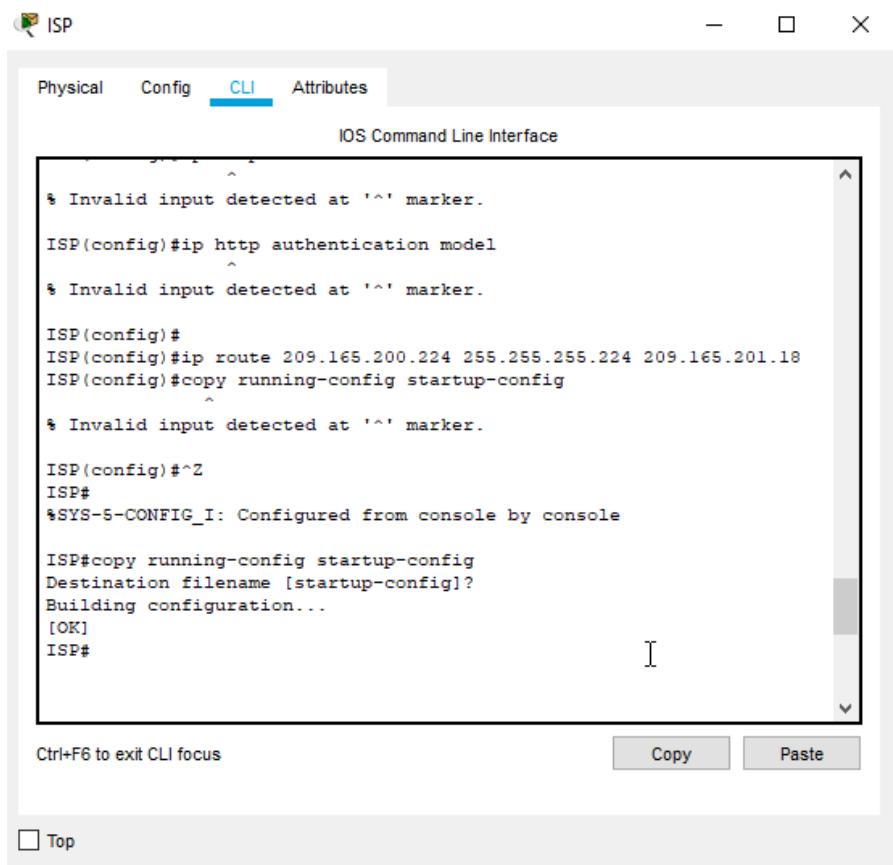 ISP
Physical Config CLI Attributes
IOS Command Line Interface
^
% Invalid input detected at '^' marker.
ISP(config)#ip http authentication model
^
% Invalid input detected at '^' marker.
ISP(config)#
ISP(config)#ip route 209.165.200.224 255.255.255.224 209.165.201.18
ISP(config)#copy running-config startup-config
^
% Invalid input detected at '^' marker.
ISP(config)#^Z
ISP#
%SYS-5-CONFIG_I: Configured from console by console
ISP#copy running-config startup-config
Destination filename [startup-config]?
Building configuration...
[OK]
ISP#
Ctrl+F6 to exit CLI focus
Copy Paste
Top